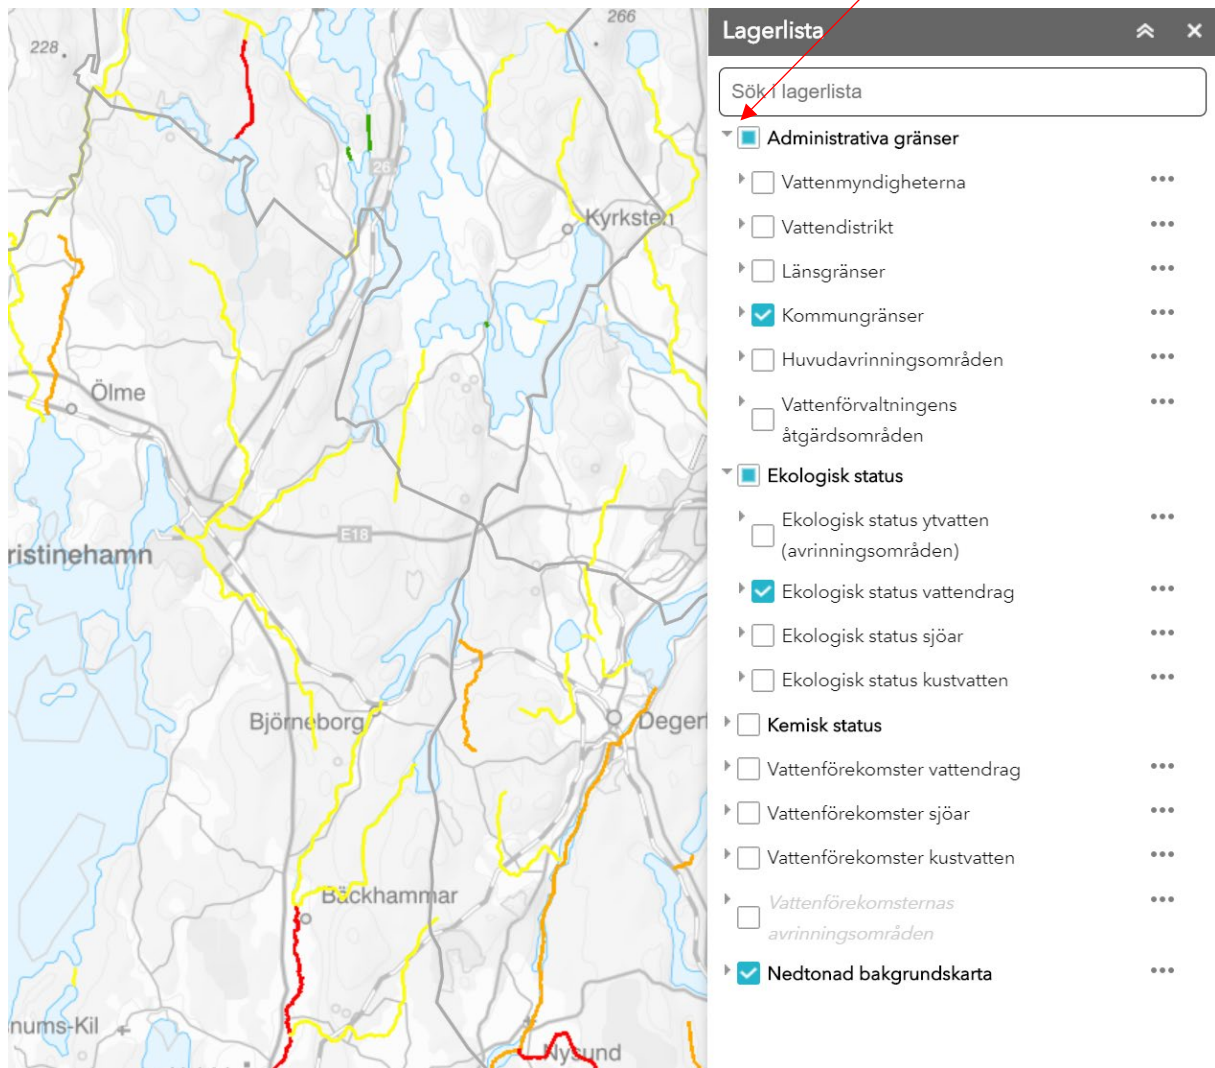 266
228
26
Kyrksten
Ölme
E18
ristinehamn
Björneborg
Degerf
Bäckhammar
nums-Kil
Nysund
Lagerlista
Sök i lagerlista
Administrativa gränser
Vattenmyndigheterna
Vattendistrikt
Länsgränser
Kommungränser
Huvudavrinningsområden
Vattenförvaltningens
åtgärdsområden
Ekologisk status
Ekologisk status ytvatten
(avrinningsområden)
Ekologisk status vattendrag
Ekologisk status sjöar
Ekologisk status kustvatten
Kemisk status
Vattenförekomster vattendrag
Vattenförekomster sjöar
Vattenförekomster kustvatten
Vattenförekomsternas
avrinningsområden
Nedtonad bakgrundskarta